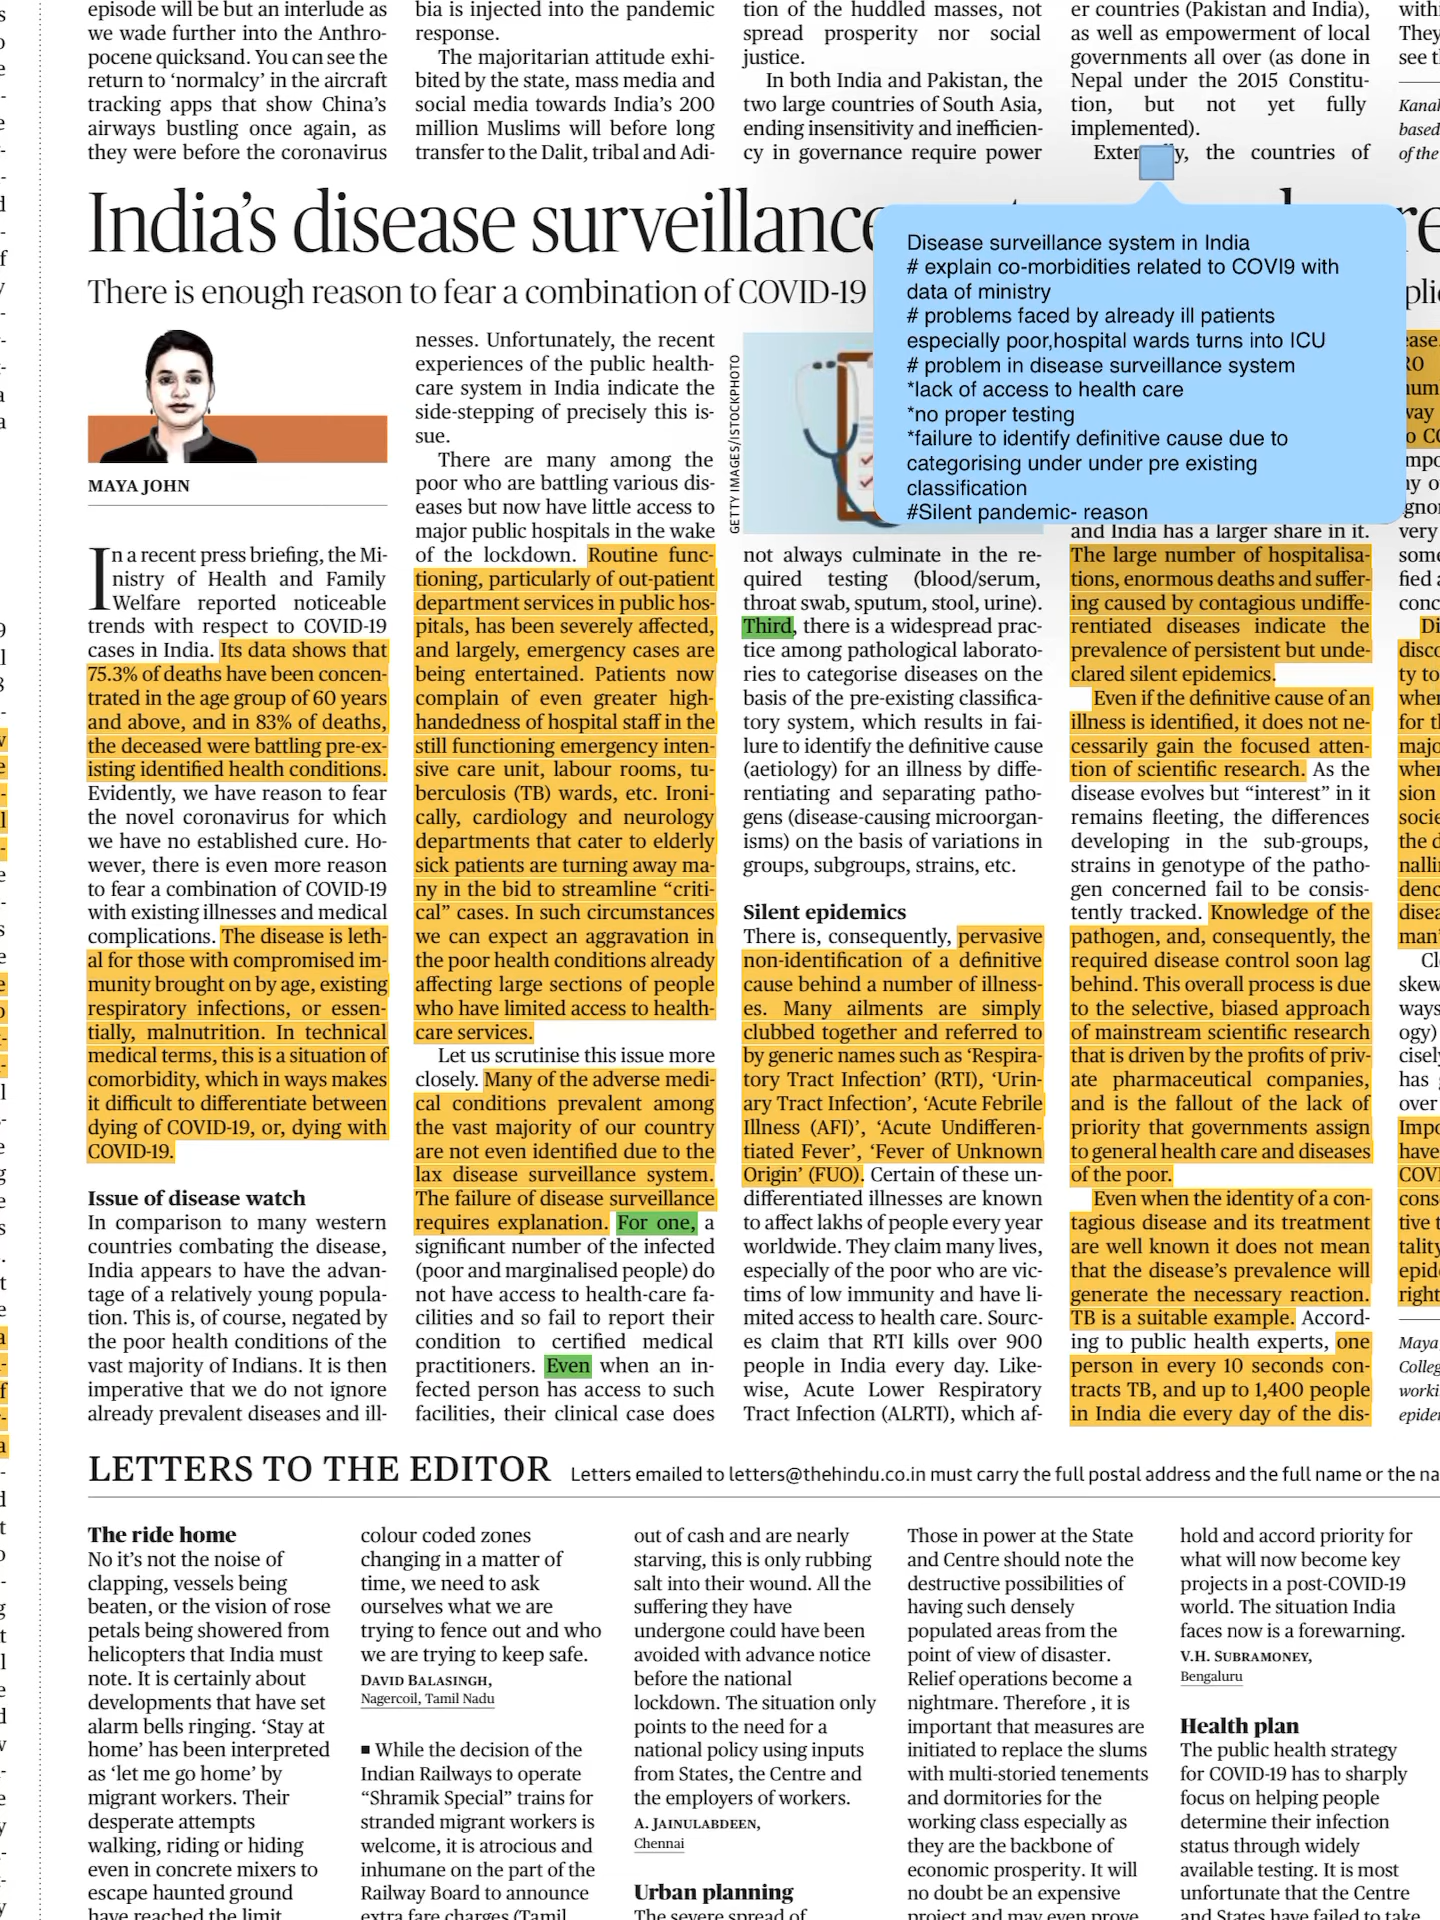 episode will be but an interlude as
we wade further into the Anthro-
pocene quicksand. You can see the
return to ‘normalcy’ in the aircraft
tracking apps that show China’s
airways bustling once again, as
they were before the coronavirus
bia is injected into the pandemic
response.
The majoritarian attitude exhi-
bited by the state, mass media and
social media towards India’s 200
million Muslims will before long
transfer to the Dalit, tribal and Adi-
tion of the huddled masses, not
spread prosperity nor social
justice.
In both India and Pakistan, the
two large countries of South Asia,
ending insensitivity and inefficien-
cy in governance require power
er countries (Pakistan and India),
as well as empowerment of local
governments all over (as done in
Nepal under the 2015 Constitu-
tion, but not yet fully
implemented).
the countries of
They
Kanak
based
of the
India’s disease surveillance
There is enough reason to fear a combination of COVID-19
Disease surveillance system in India
# explain co-morbidities related to COVI9 with
data of ministry
# problems faced by already ill patients
especially poor,hospital wards turns into ICU
# problem in disease surveillance system
*lack of access to health care
*no proper testing
*failure to identify definitive cause due to
categorising under under pre existing
classification
#Silent pandemic- reason
MAYA JOHN
In a recent press briefing, the Mi-
nistry of Health and Family
Welfare reported noticeable
trends with respect to COVID-19
cases in India. Its data shows that
75.3% of deaths have been concen-
trated in the age group of 60 years
and above, and in 83% of deaths,
the deceased were battling pre-ex-
isting identified health conditions.
Evidently, we have reason to fear
the novel coronavirus for which
we have no established cure. Ho-
wever, there is even more reason
to fear a combination of COVID-19
with existing illnesses and medical
complications. The disease is leth-
al for those with compromised im-
munity brought on by age, existing
respiratory infections, or essen-
tially, malnutrition. In technical
medical terms, this is a situation of
comorbidity, which in ways makes
it difficult to differentiate between
dying of COVID-19, or, dying with
COVID-19.
Issue of disease watch
In comparison to many western
countries combating the disease,
India appears to have the advan-
tage of a relatively young popula-
tion. This is, of course, negated by
the poor health conditions of the
vast majority of Indians. It is then
imperative that we do not ignore
already prevalent diseases and ill-
nesses. Unfortunately, the recent
experiences of the public health-
care system in India indicate the
side-stepping of precisely this is-
sue.
There are many among the
poor who are battling various dis-
eases but now have little access to
major public hospitals in the wake
of the lockdown. Routine func-
tioning, particularly of out-patient
department services in public hos-
pitals, has been severely affected,
and largely, emergency cases are
being entertained. Patients now
complain of even greater high-
handedness of hospital staff in the
still functioning emergency inten-
sive care unit, labour rooms, tu-
berculosis (TB) wards, etc. Ironi-
cally, cardiology and neurology
departments that cater to elderly
sick patients are turning away ma-
ny in the bid to streamline “criti-
cal” cases. In such circumstances
we can expect an aggravation in
the poor health conditions already
affecting large sections of people
who have limited access to health-
care services.
Let us scrutinise this issue more
closely. Many of the adverse medi-
cal conditions prevalent among
the vast majority of our country
are not even identified due to the
lax disease surveillance system.
The failure of disease surveillance
requires explanation. For one, a
significant number of the infected
(poor and marginalised people) do
not have access to health-care fa-
cilities and so fail to report their
condition to certified medical
practitioners. Even when an in-
fected person has access to such
facilities, their clinical case does
GETTY IMAGES/ISTOCKPHOTO
not always culminate in the re-
quired testing (blood/serum,
throat swab, sputum, stool, urine).
Third, there is a widespread prac-
tice among pathological laborato-
ries to categorise diseases on the
basis of the pre-existing classifica-
tory system, which results in fai-
lure to identify the definitive cause
(aetiology) for an illness by diffe-
rentiating and separating patho-
gens (disease-causing microorgan-
isms) on the basis of variations in
groups, subgroups, strains, etc.
Silent epidemics
There is, consequently, pervasive
non-identification of a definitive
cause behind a number of illness-
es. Many ailments are simply
clubbed together and referred to
by generic names such as ‘Respira-
tory Tract Infection’ (RTI), ‘Urin-
ary Tract Infection’, ‘Acute Febrile
Illness (AFI)’, ‘Acute Undifferen-
tiated Fever’, ‘Fever of Unknown
Origin’ (FUO). Certain of these un-
differentiated illnesses are known
to affect lakhs of people every year
worldwide. They claim many lives,
especially of the poor who are vic-
tims of low immunity and have li-
mited access to health care. Sourc-
es claim that RTI kills over 900
people in India every day. Like-
wise, Acute Lower Respiratory
Tract Infection (ALRTI), which af-
and India has a larger share in it.
The large number of hospitalisa-
tions, enormous deaths and suffer-
ing caused by contagious undiffe-
rentiated diseases indicate the
prevalence of persistent but unde-
clared silent epidemics.
Even if the definitive cause of an
illness is identified, it does not ne-
cessarily gain the focused atten-
tion of scientific research. As the
disease evolves but “interest” in it
remains fleeting, the differences
developing in the sub-groups,
strains in genotype of the patho-
gen concerned fail to be consis-
tently tracked. Knowledge of the
pathogen, and, consequently, the
required disease control soon lag
behind. This overall process is due
to the selective, biased approach
of mainstream scientific research
that is driven by the profits of priv-
ate pharmaceutical companies,
and is the fallout of the lack of
priority that governments assign
to general health care and diseases
of the poor.
Even when the identity of a con-
tagious disease and its treatment
are well known it does not mean
that the disease’s prevalence will
generate the necessary reaction.
TB is a suitable example. Accord-
ing to public health experts, one
person in every 10 seconds con-
tracts TB, and up to 1,400 people
in India die every day of the dis-
LETTERS TO THE EDITOR
Letters emailed to letters@thehindu.co.in must carry the full postal address and the full name or the na
The ride home
No it’s not the noise of
clapping, vessels being
beaten, or the vision of rose
petals being showered from
helicopters that India must
note. It is certainly about
developments that have set
alarm bells ringing. ‘Stay at
home’ has been interpreted
as ‘let me go home’ by
migrant workers. Their
desperate attempts
walking, riding or hiding
even in concrete mixers to
escape haunted ground
have reached the limit
colour coded zones
changing in a matter of
time, we need to ask
ourselves what we are
trying to fence out and who
we are trying to keep safe.
DAVID BALASINGH,
Nagercoil, Tamil Nadu
■ While the decision of the
Indian Railways to operate
“Shramik Special” trains for
stranded migrant workers is
welcome, it is atrocious and
inhumane on the part of the
Railway Board to announce
extra fare charges (Tamil
out of cash and are nearly
starving, this is only rubbing
salt into their wound. All the
suffering they have
undergone could have been
avoided with advance notice
before the national
lockdown. The situation only
points to the need for a
national policy using inputs
from States, the Centre and
the employers of workers.
A. JAINULABDEEN,
Chennai
Urban planning
The severe spread of
Those in power at the State
and Centre should note the
destructive possibilities of
having such densely
populated areas from the
point of view of disaster.
Relief operations become a
nightmare. Therefore , it is
important that measures are
initiated to replace the slums
with multi-storied tenements
and dormitories for the
working class especially as
they are the backbone of
economic prosperity. It will
no doubt be an expensive
project and may even prove
hold and accord priority for
what will now become key
projects in a post-COVID-19
world. The situation India
faces now is a forewarning.
V.H. SUBRAMONEY,
Bengaluru
Health plan
The public health strategy
for COVID-19 has to sharply
focus on helping people
determine their infection
status through widely
available testing. It is most
unfortunate that the Centre
and States have failed to take